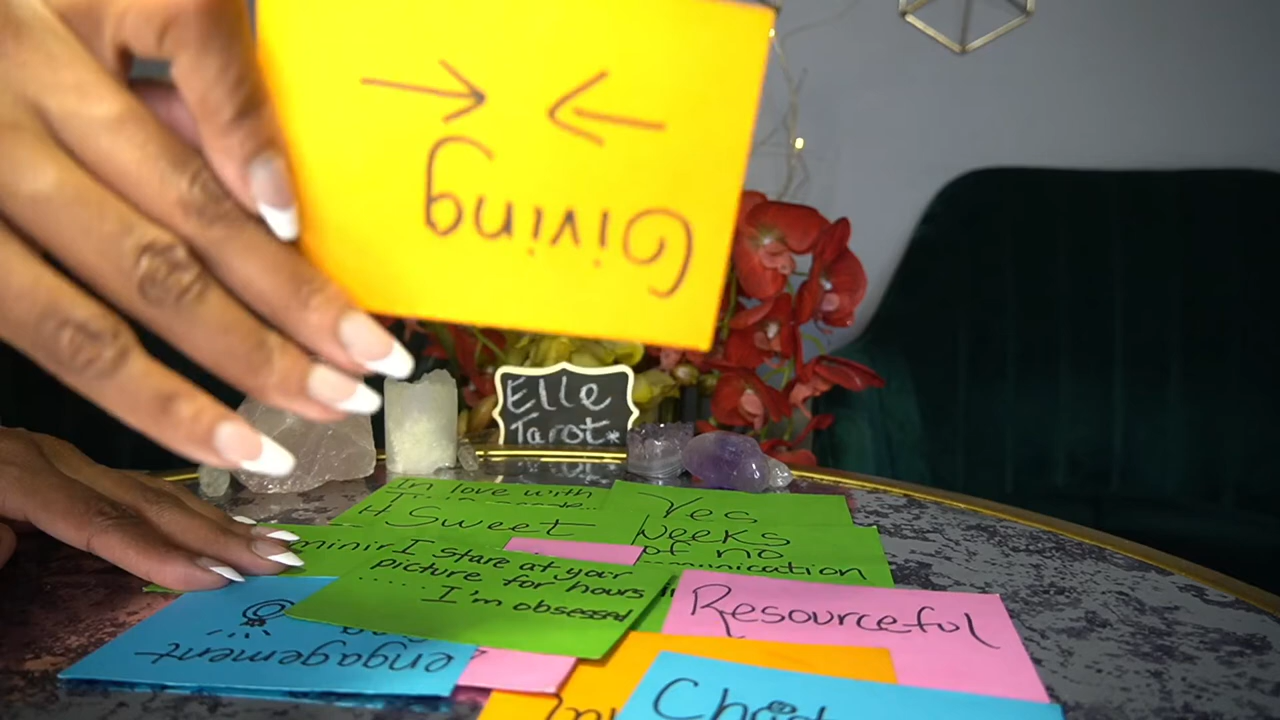 Giving
Elle
Tarot*
In love with
Sweet
I stare at your
picture for hours
..... I'm obsessed
Yes
weeks
of no
Resourceful
engagement